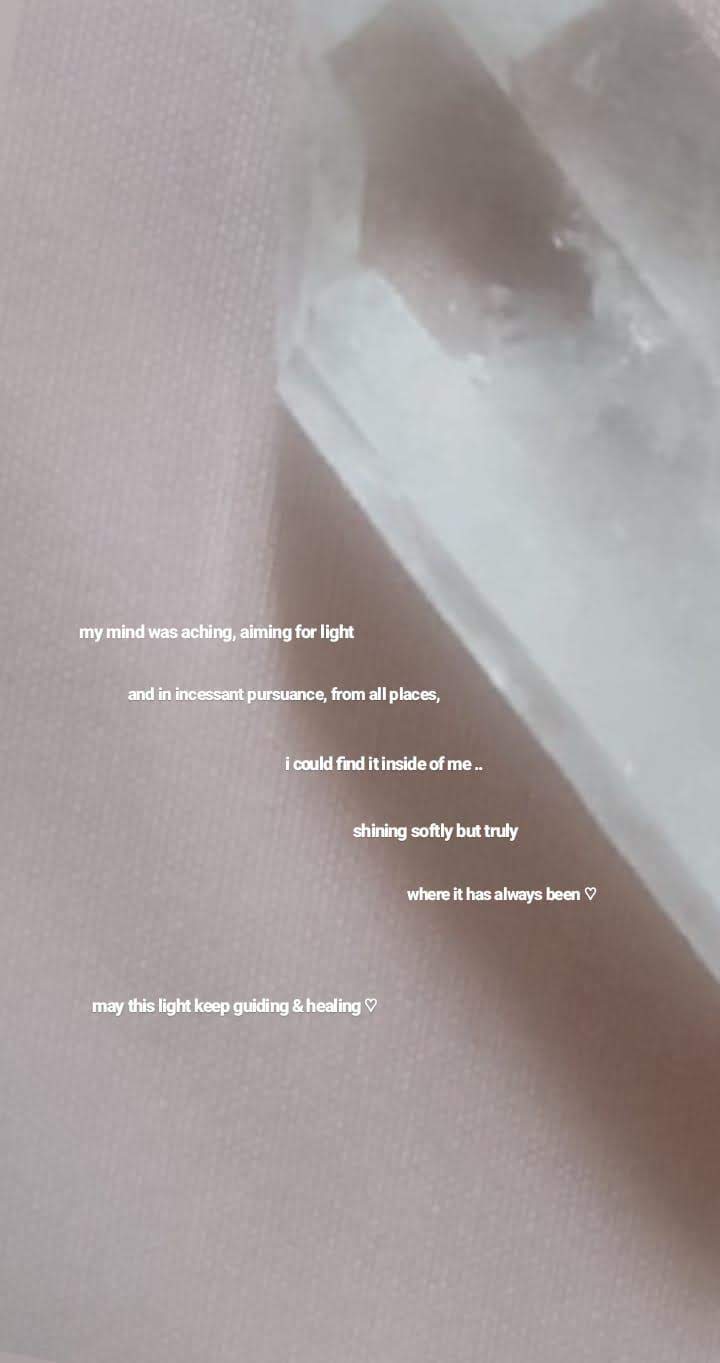 my mind was aching, aiming for light
and in incessant pursuance, from all places,
i could find it inside of me ..
shining softly but truly
where it has always been ♡
may this light keep guiding & healing ♡